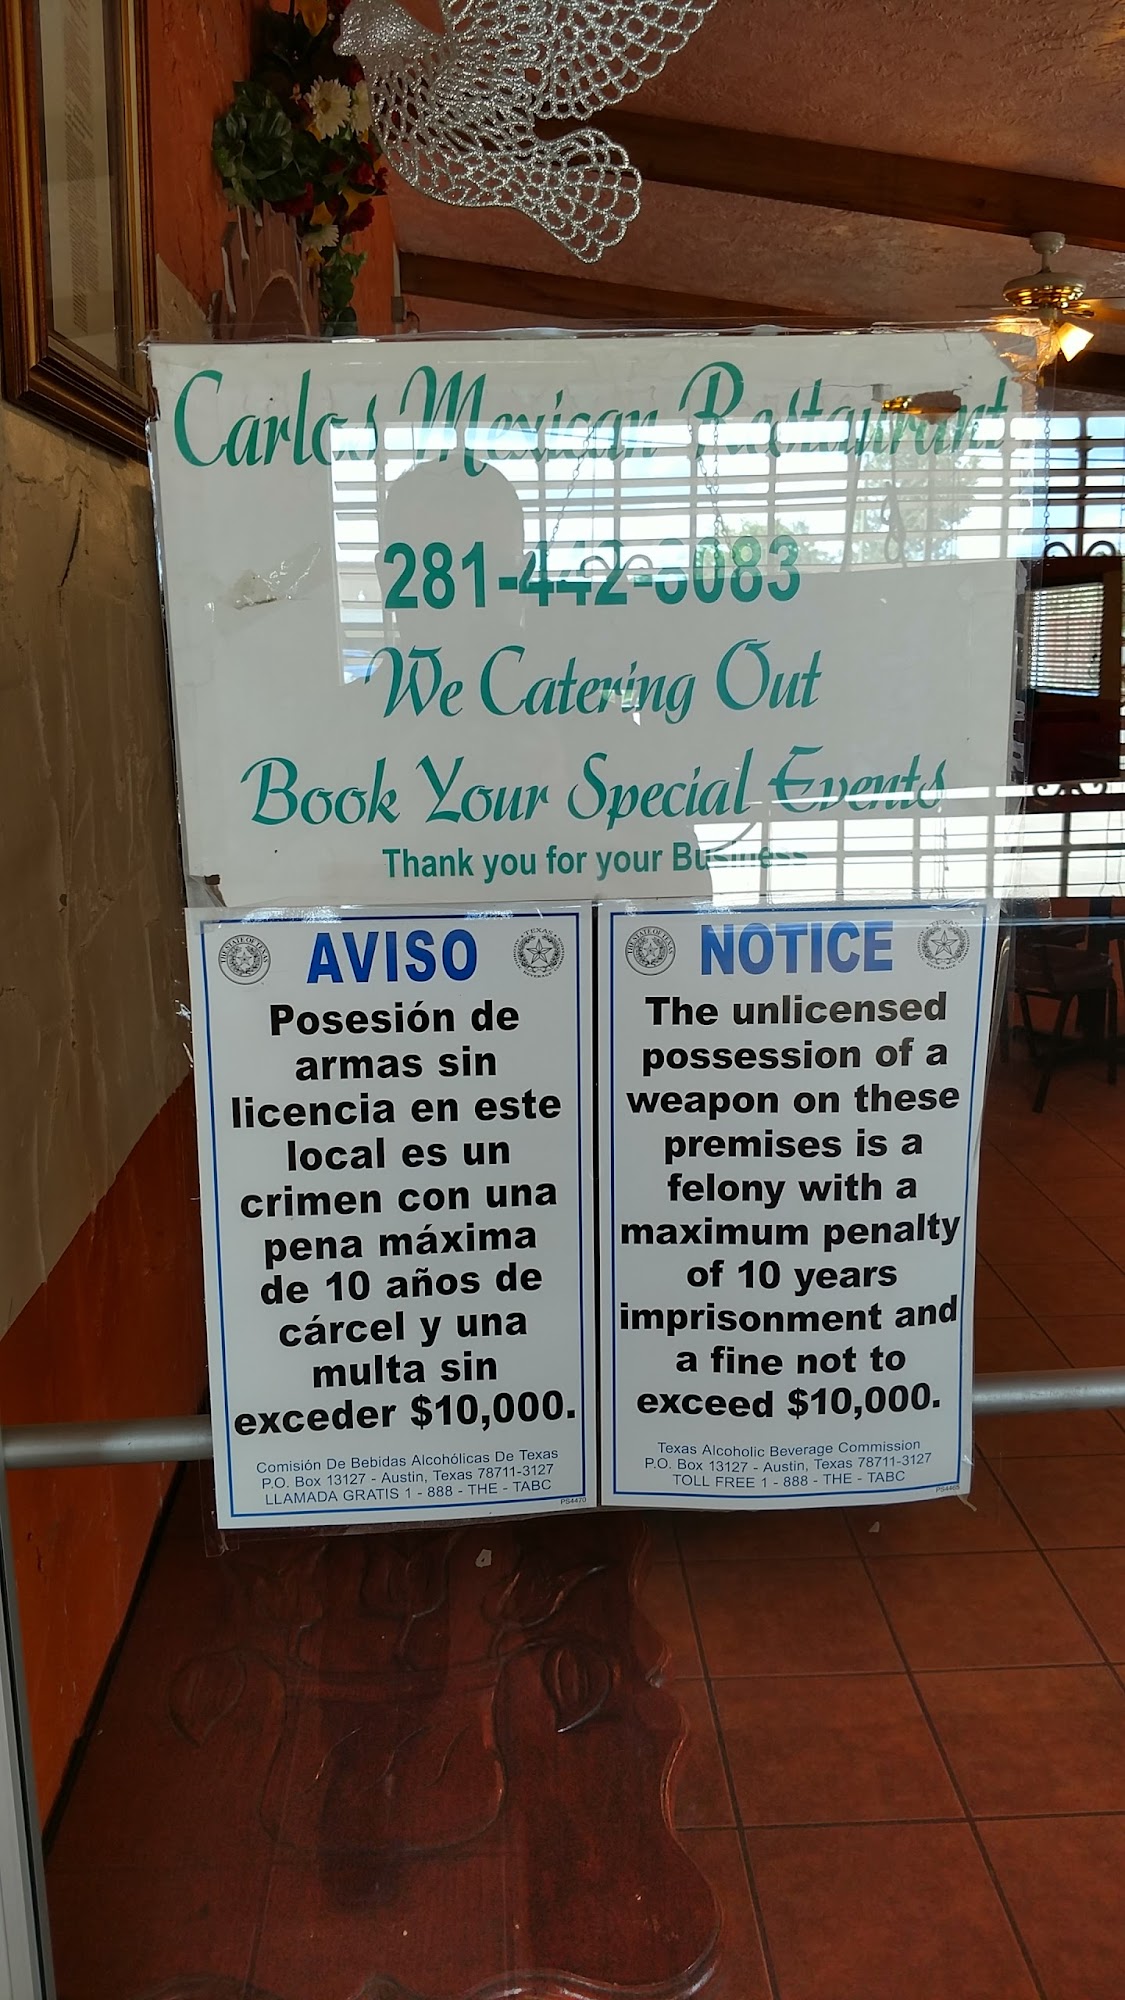 Carlos Mexican Restaurant
281-442-8083
We Catering Out
Book Your Special Events
Thank you for your Business
AVISO
Posesión de
armas sin
licencia en este
local es un
crimen con una
pena máxima
de 10 años de
cárcel y una
multa sin
exceder $10,000.
Comisión De Bebidas Alcohólicas De Texas
P.O. Box 13127 - Austin, Texas 78711-3127
LLAMADA GRATIS 1 - 888 - THE - TABC
PS4470
NOTICE
The unlicensed
possession of a
weapon on these
premises is a
felony with a
maximum penalty
of 10 years
imprisonment and
a fine not to
exceed $10,000.
Texas Alcoholic Beverage Commission
P.O. Box 13127 - Austin, Texas 78711-3127
TOLL FREE 1 - 888 - THE - TABC